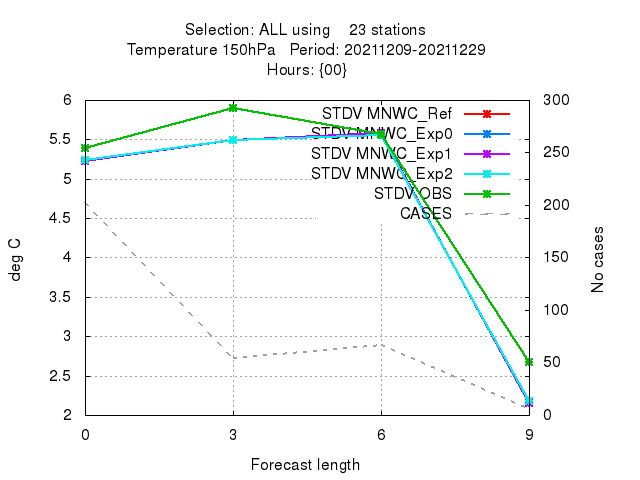 Selection: ALL using 23 stations
Temperature 150hPa Period: 20211209-20211229
Hours: {00}
6
5.5
5
4.5
4
3.5
3
2.5
2
300
250
200
150
100
50
0
STDV MNWC_Ref
STDV MNWC_Exp0
STDV MNWC_Exp1
STDV MNWC_Exp2
STDV OBS
CASES
deg C
No cases
0 3 6 9
Forecast length